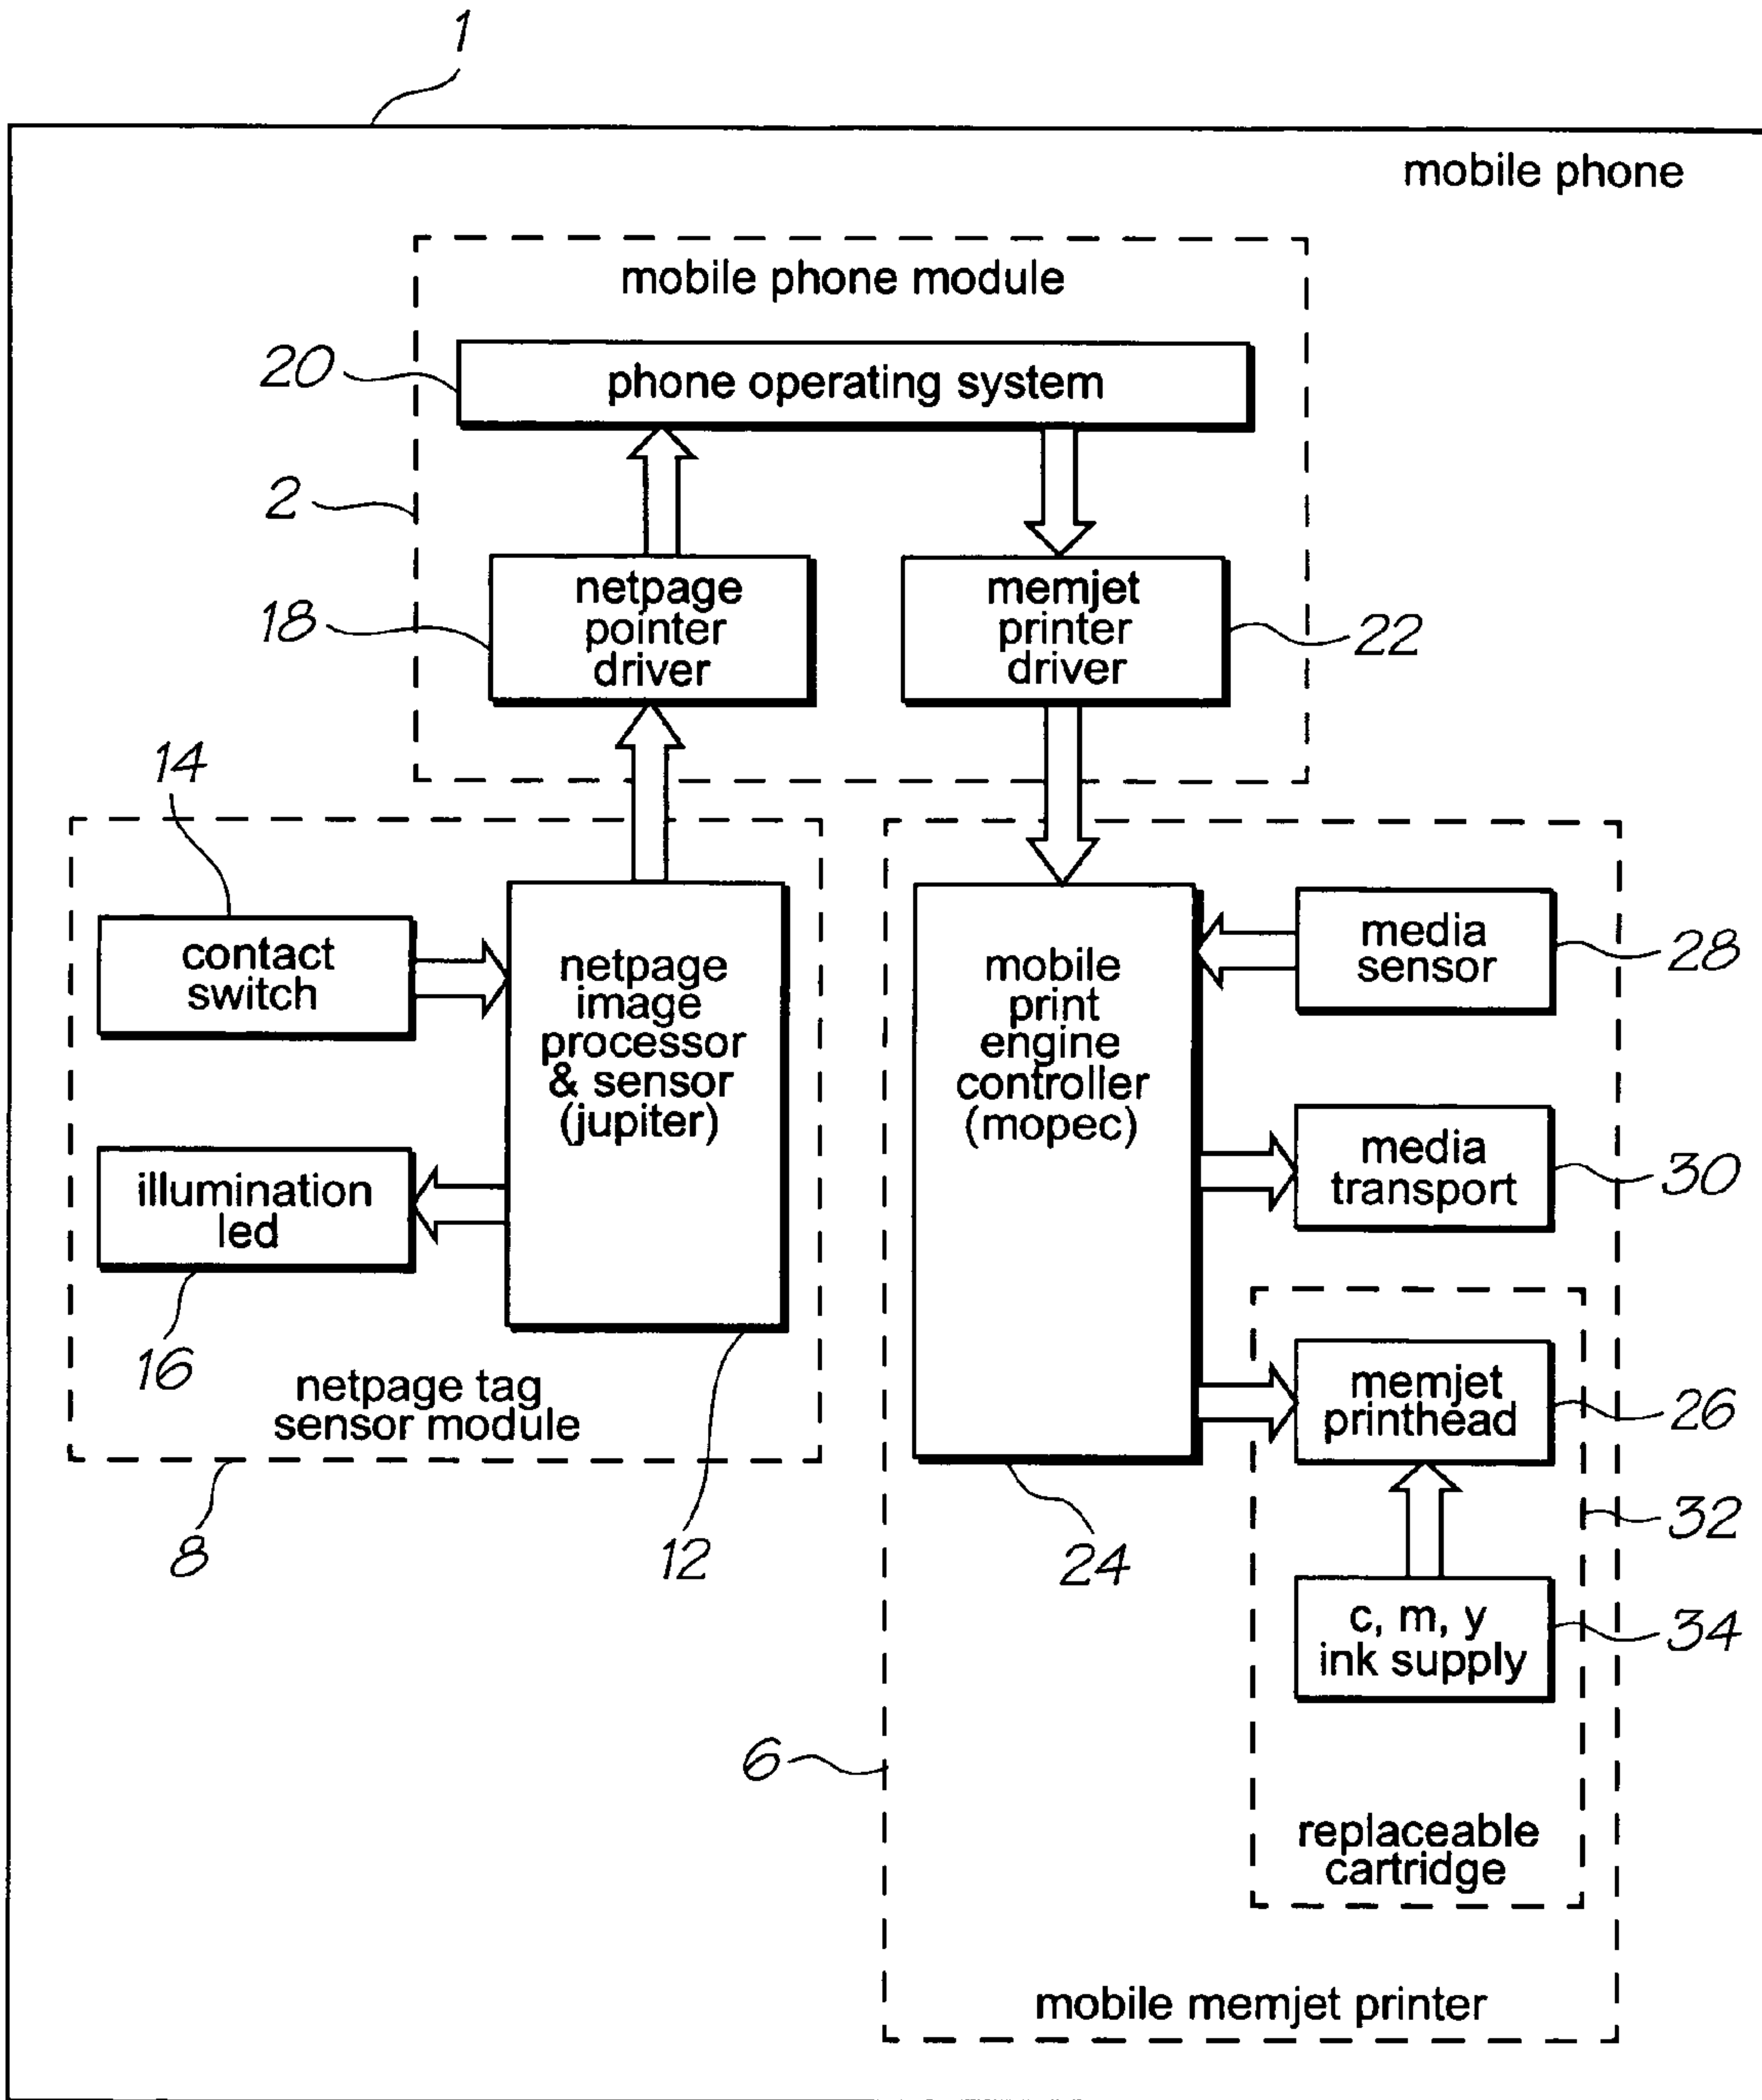 1
mobile phone
mobile phone module
20
phone operating system
2
18
netpage
pointer
driver
memjet
printer
driver
22
14
contact
switch
netpage
image
processor
& sensor
(jupiter)
illumination
led
16
netpage tag
sensor module
8
12
mobile
print
engine
controller
(mopec)
media
sensor
28
media
transport
30
memjet
printhead
26
24
32
c, m, y
ink supply
34
6
replaceable
cartridge
mobile memjet printer